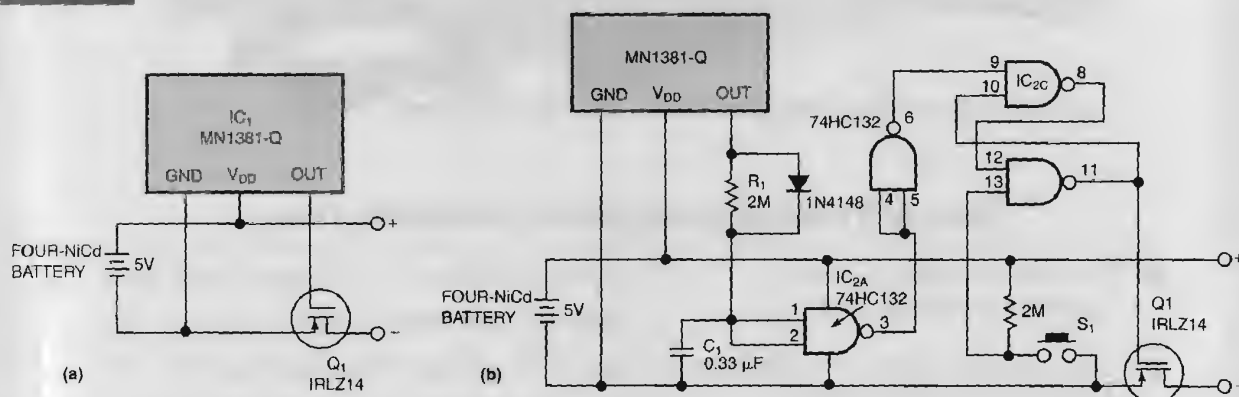 IC₁
MN1381-Q
GND V_DD OUT
FOUR-NiCd
BATTERY
5V
+
−
Q₁
IRLZ14
(a)
MN1381-Q
GND V_DD OUT
R₁
2M
1N4148
74HC132
6
4 5
9
10
IC₂C
8
12
13
11
FOUR-NiCd
BATTERY
5V
C₁
0.33 µF
1
2
IC₂A
74HC132
3
2M
S₁
Q1
IRLZ14
+
−
(b)